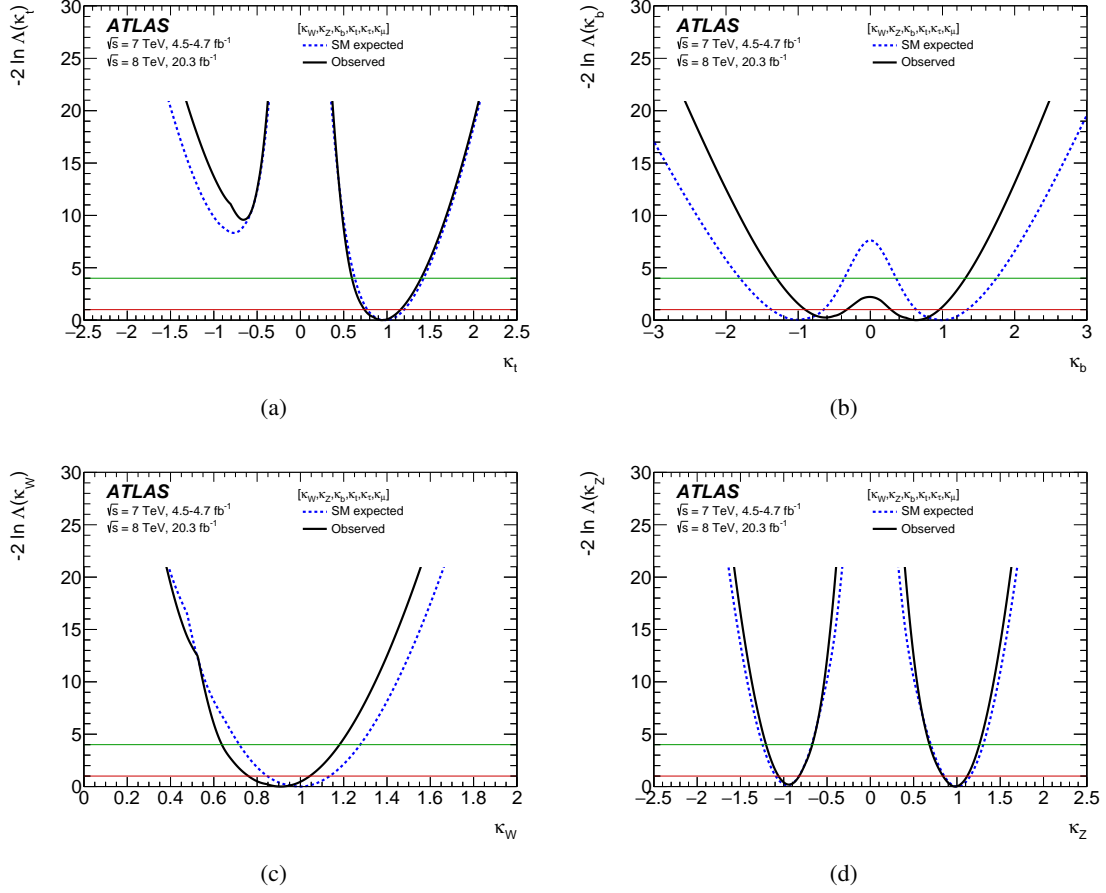 -2 ln Λ(κt)
30
25
20
15
10
5
0
ATLAS
√s = 7 TeV, 4.5-4.7 fb-1
√s = 8 TeV, 20.3 fb-1
[κW,κZ,κb,κt,κτ,κμ]
SM expected
Observed
−2.5 −2 −1.5 −1 −0.5 0 0.5 1 1.5 2 2.5
κt
(a)
-2 ln Λ(κb)
30
25
20
15
10
5
0
ATLAS
√s = 7 TeV, 4.5-4.7 fb-1
√s = 8 TeV, 20.3 fb-1
[κW,κZ,κb,κt,κτ,κμ]
SM expected
Observed
−3 −2 −1 0 1 2 3
κb
(b)
-2 ln Λ(κW)
30
25
20
15
10
5
0
ATLAS
√s = 7 TeV, 4.5-4.7 fb-1
√s = 8 TeV, 20.3 fb-1
[κW,κZ,κb,κt,κτ,κμ]
SM expected
Observed
0 0.2 0.4 0.6 0.8 1 1.2 1.4 1.6 1.8 2
κW
(c)
-2 ln Λ(κZ)
30
25
20
15
10
5
0
ATLAS
√s = 7 TeV, 4.5-4.7 fb-1
√s = 8 TeV, 20.3 fb-1
[κW,κZ,κb,κt,κτ,κμ]
SM expected
Observed
−2.5 −2 −1.5 −1 −0.5 0 0.5 1 1.5 2 2.5
κZ
(d)